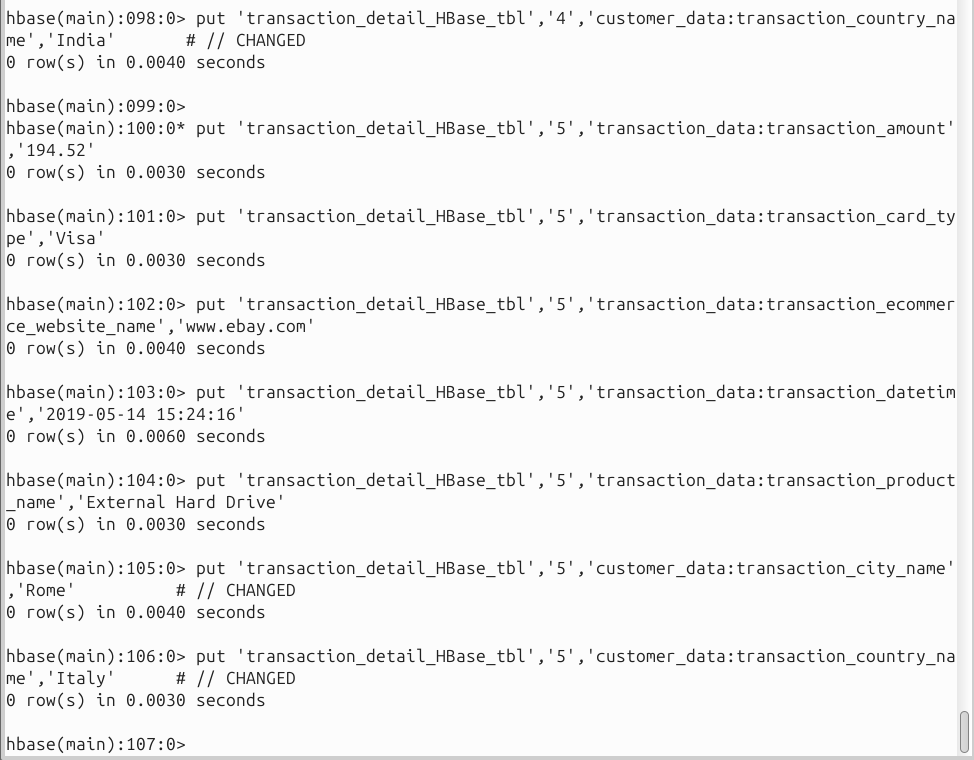 hbase(main):098:0> put 'transaction_detail_HBase_tbl','4','customer_data:transaction_country_na
me','India'       # // CHANGED
0 row(s) in 0.0040 seconds
hbase(main):099:0>
hbase(main):100:0* put 'transaction_detail_HBase_tbl','5','transaction_data:transaction_amount'
,'194.52'
0 row(s) in 0.0030 seconds
hbase(main):101:0> put 'transaction_detail_HBase_tbl','5','transaction_data:transaction_card_ty
pe','Visa'
0 row(s) in 0.0030 seconds
hbase(main):102:0> put 'transaction_detail_HBase_tbl','5','transaction_data:transaction_ecommer
ce_website_name','www.ebay.com'
0 row(s) in 0.0040 seconds
hbase(main):103:0> put 'transaction_detail_HBase_tbl','5','transaction_data:transaction_datetim
e','2019-05-14 15:24:16'
0 row(s) in 0.0060 seconds
hbase(main):104:0> put 'transaction_detail_HBase_tbl','5','transaction_data:transaction_product
_name','External Hard Drive'
0 row(s) in 0.0030 seconds
hbase(main):105:0> put 'transaction_detail_HBase_tbl','5','customer_data:transaction_city_name'
,'Rome'          # // CHANGED
0 row(s) in 0.0040 seconds
hbase(main):106:0> put 'transaction_detail_HBase_tbl','5','customer_data:transaction_country_na
me','Italy'      # // CHANGED
0 row(s) in 0.0030 seconds
hbase(main):107:0>